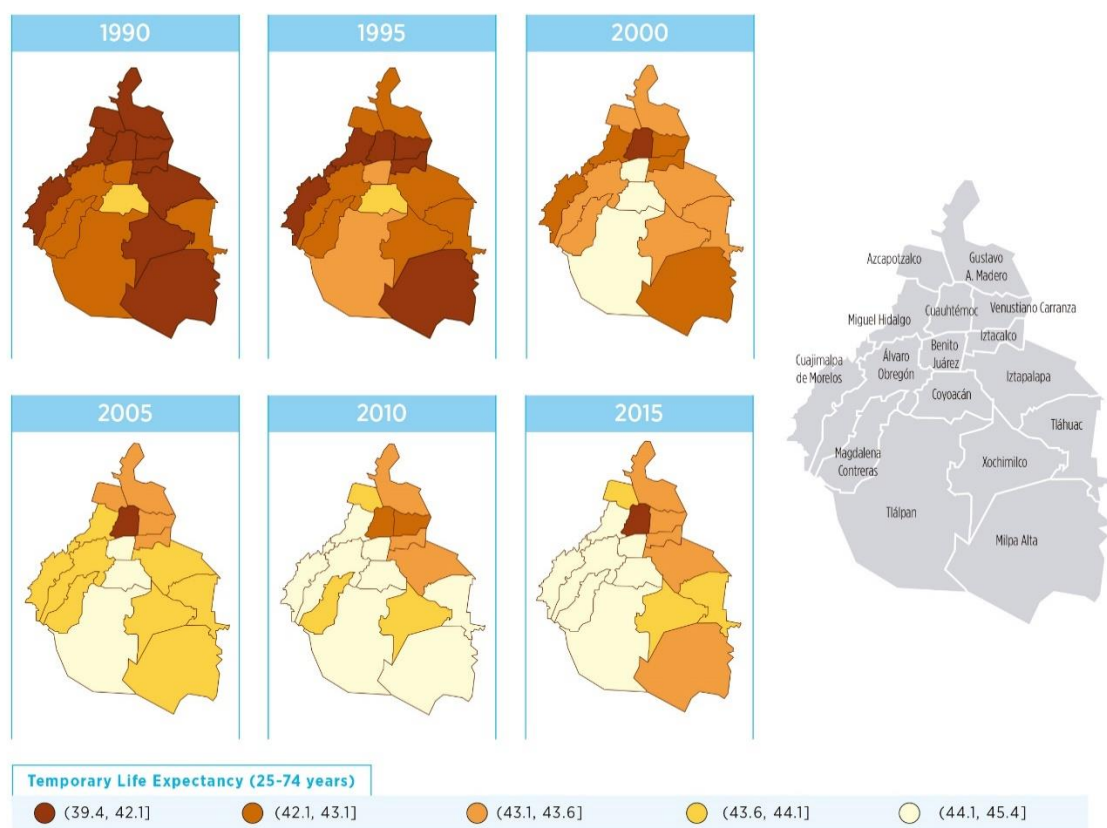 1990
1995
2000
Azcapotzalco
Gustavo
A. Madero
Cuauhtémoc
Venustiano Carranza
Miguel Hidalgo
Iztacalco
Benito
Juárez
Cuajimalpa
de Morelos
Álvaro
Obregón
Iztapalapa
Coyoacán
Tláhuac
Magdalena
Contreras
Xochimilco
Tlálpan
Milpa Alta
2005
2010
2015
Temporary Life Expectancy (25-74 years)
(39.4, 42.1]
(42.1, 43.1]
(43.1, 43.6]
(43.6, 44.1]
(44.1, 45.4]